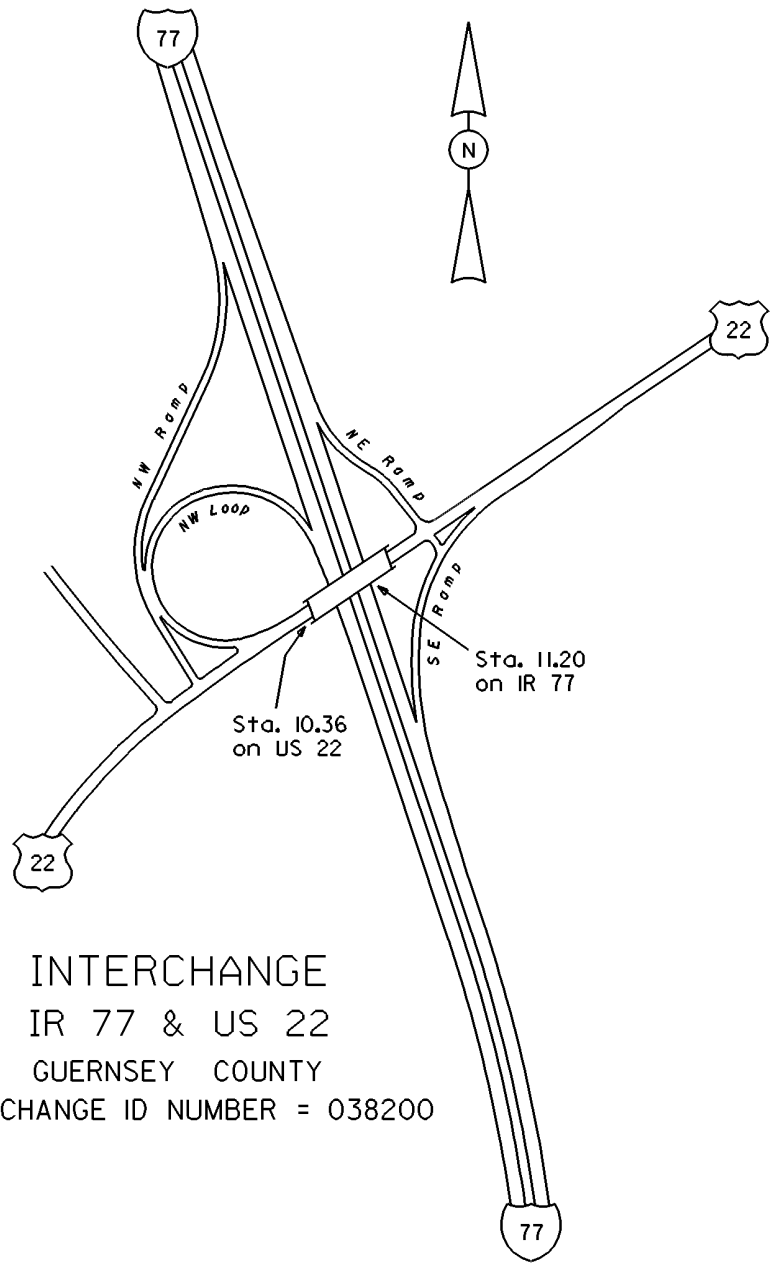 77
N
22
NW Ramp
NE Ramp
NW Loop
SE Ramp
Sta. 11.20
on IR 77
Sta. 10.36
on US 22
22
INTERCHANGE
IR 77 & US 22
GUERNSEY COUNTY
CHANGE ID NUMBER = 038200
77